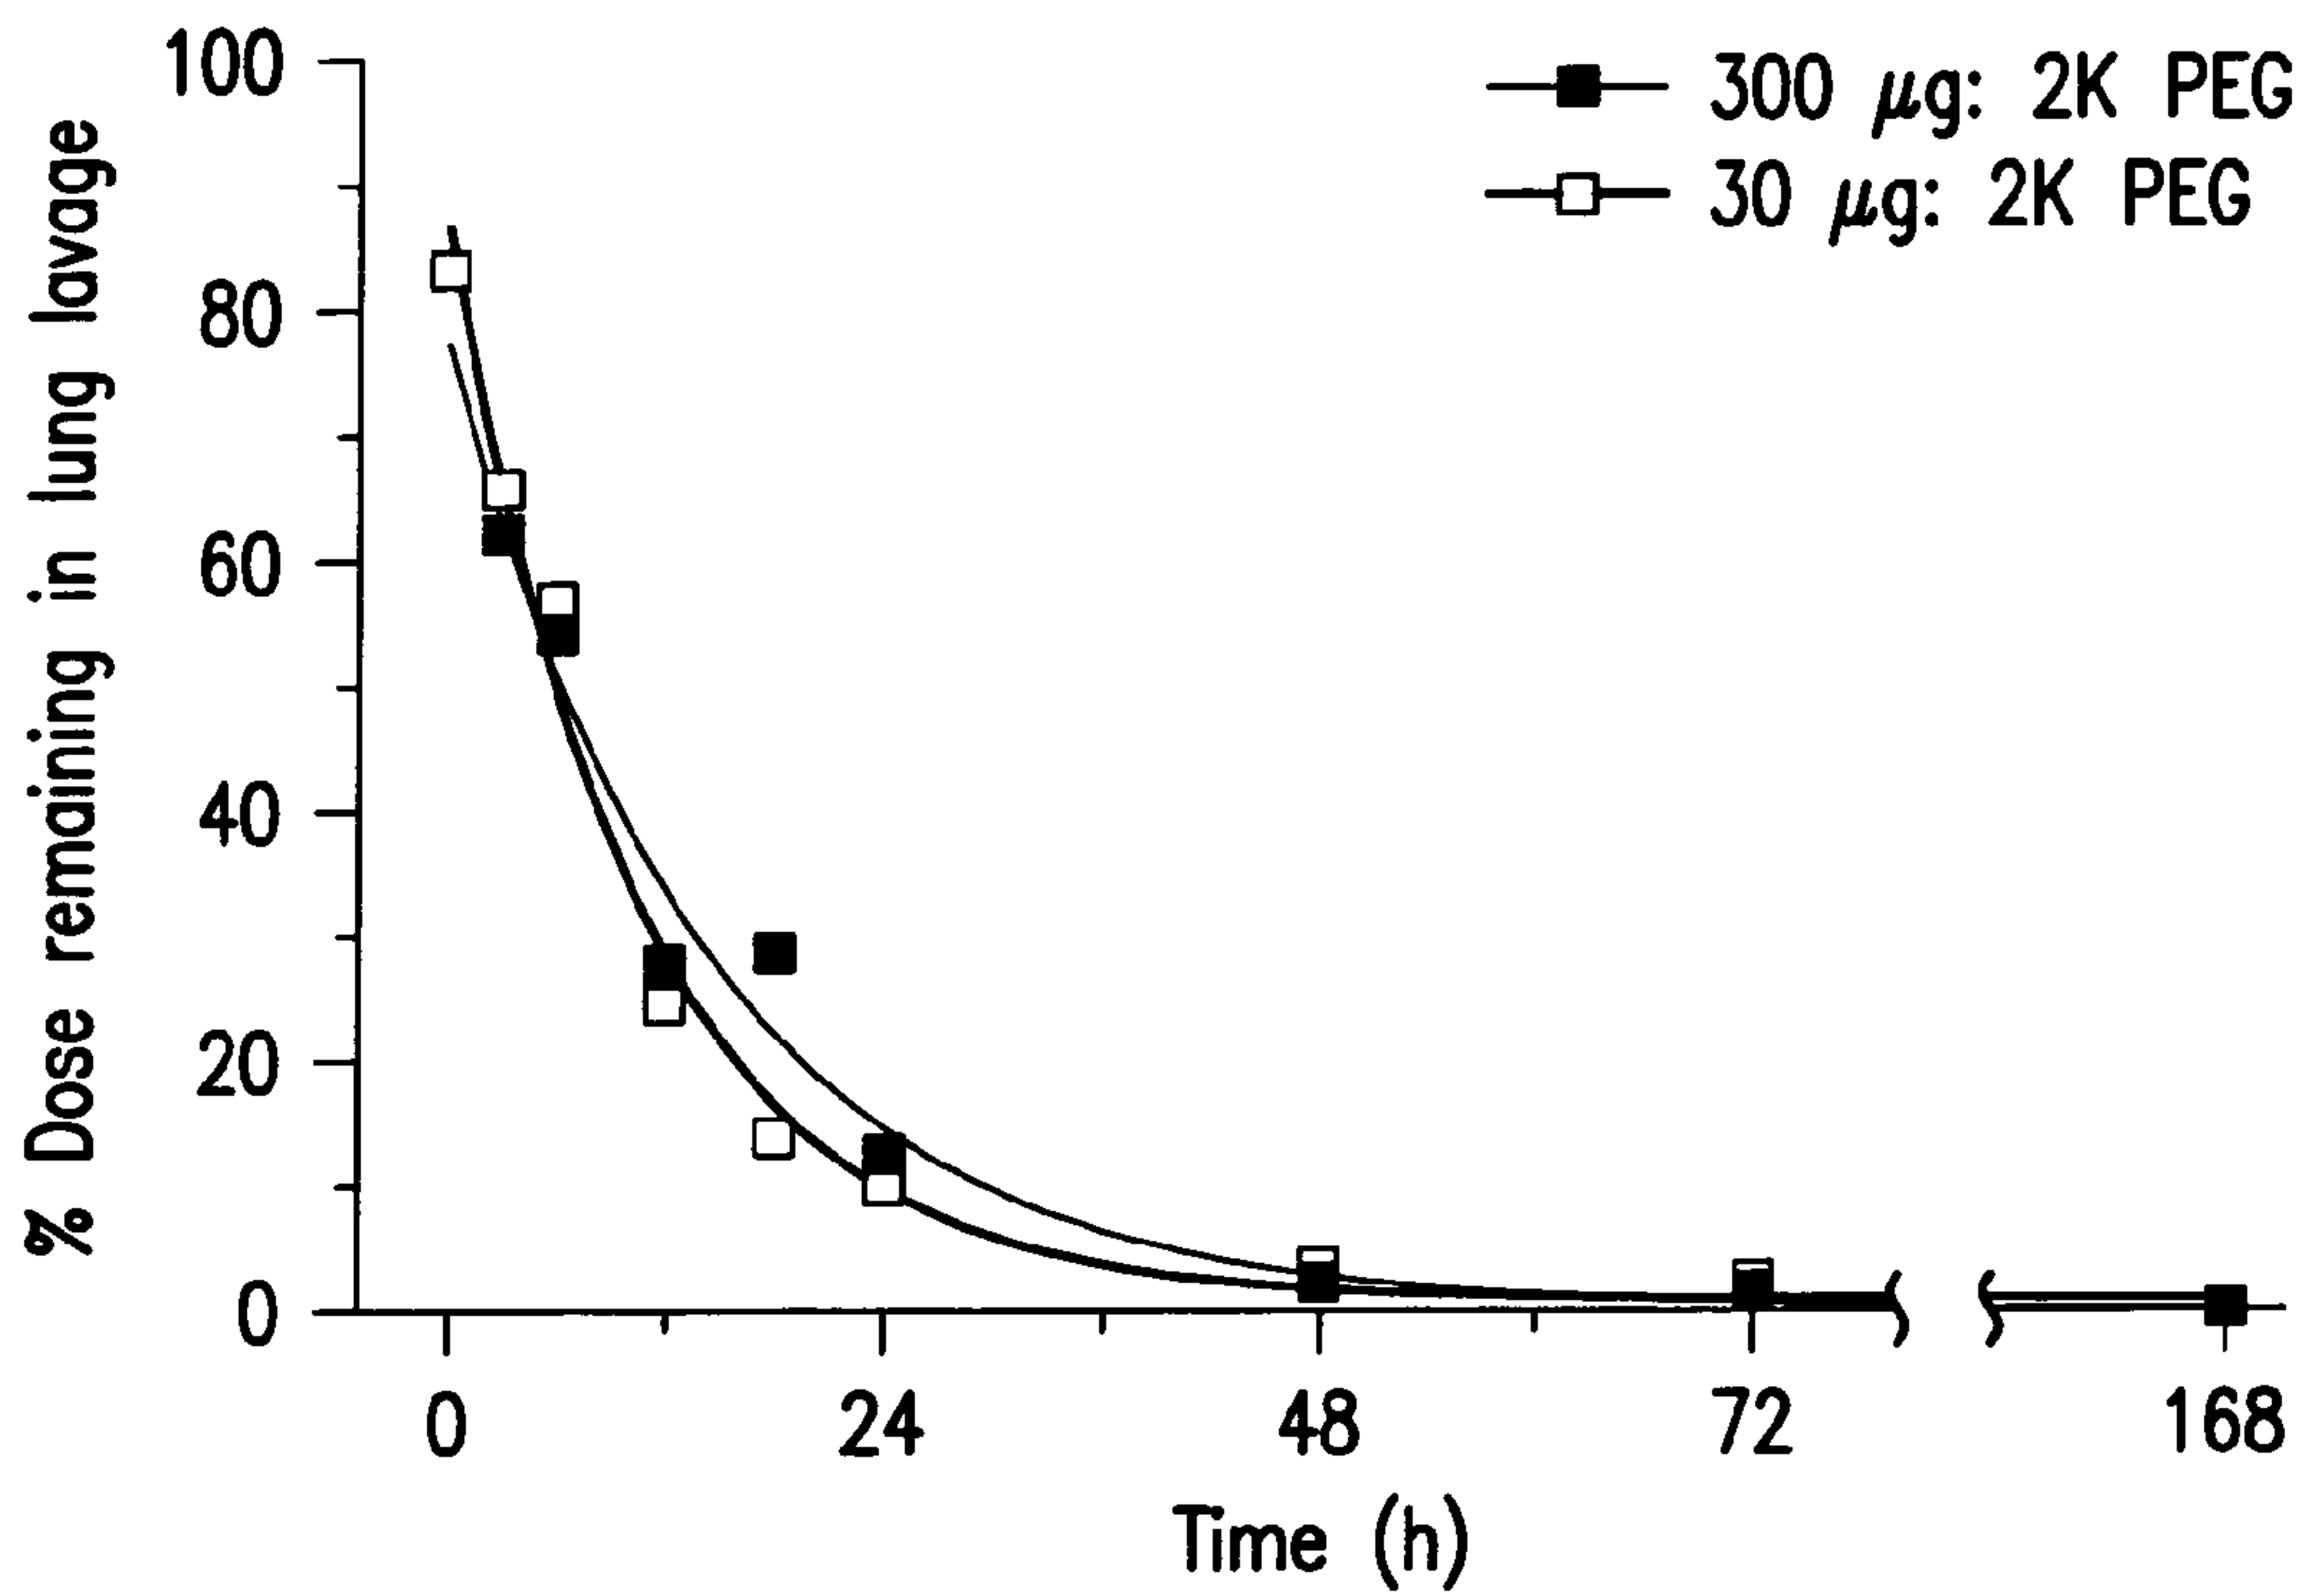 300 μg: 2K PEG
30 μg: 2K PEG
% Dose remaining in lung lavage
100
80
60
40
20
0
0 24 48 72 168
Time (h)